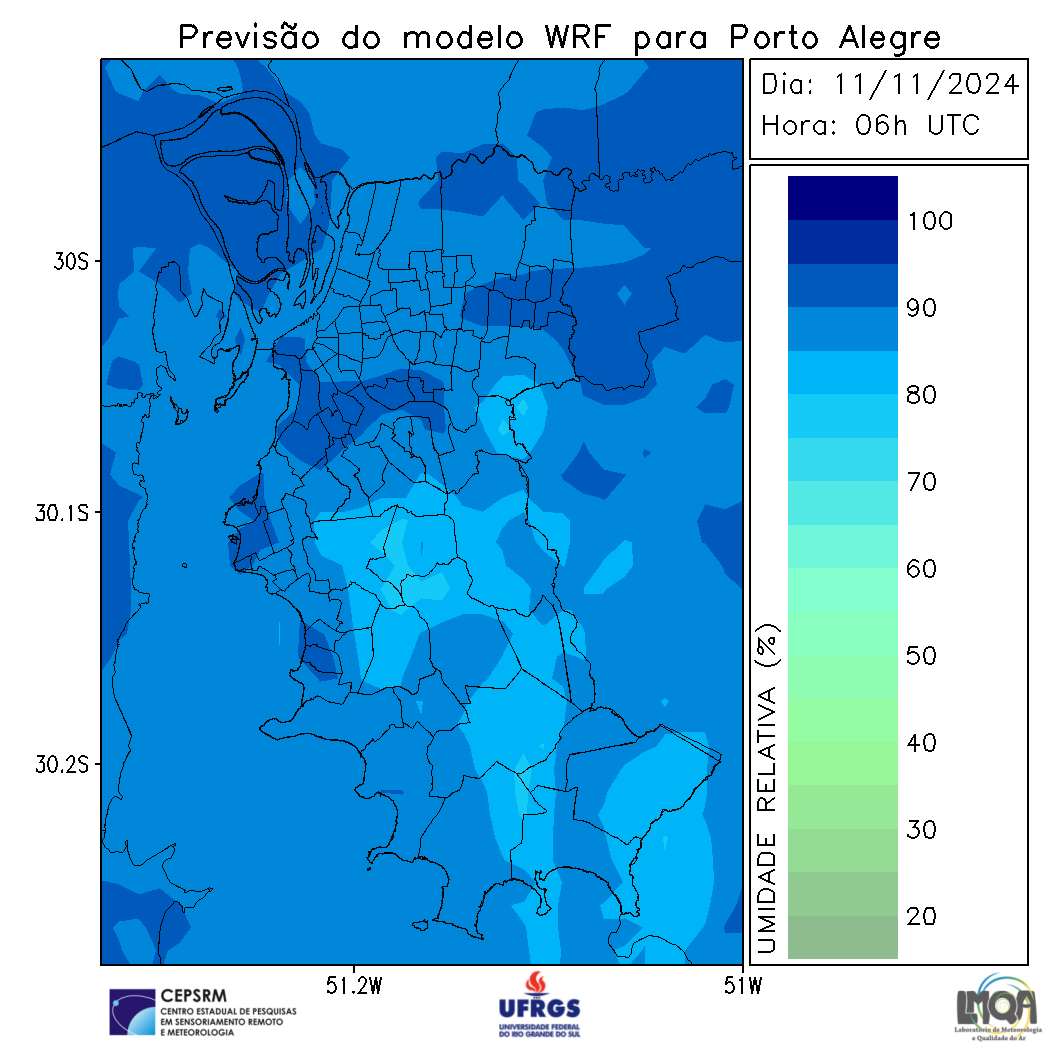 Previsão do modelo WRF para Porto Alegre
Dia: 11/11/2024
Hora: 06h UTC
30S
30.1S
30.2S
51.2W
51W
100
90
80
70
60
50
40
30
20
UMIDADE RELATIVA (%)
CEPSRM
CENTRO ESTADUAL DE PESQUISAS
EM SENSORIAMENTO REMOTO
E METEOROLOGIA
UFRGS
UNIVERSIDADE FEDERAL
DO RIO GRANDE DO SUL
LMQA
Laboratório de Meteorologia
e Qualidade do Ar